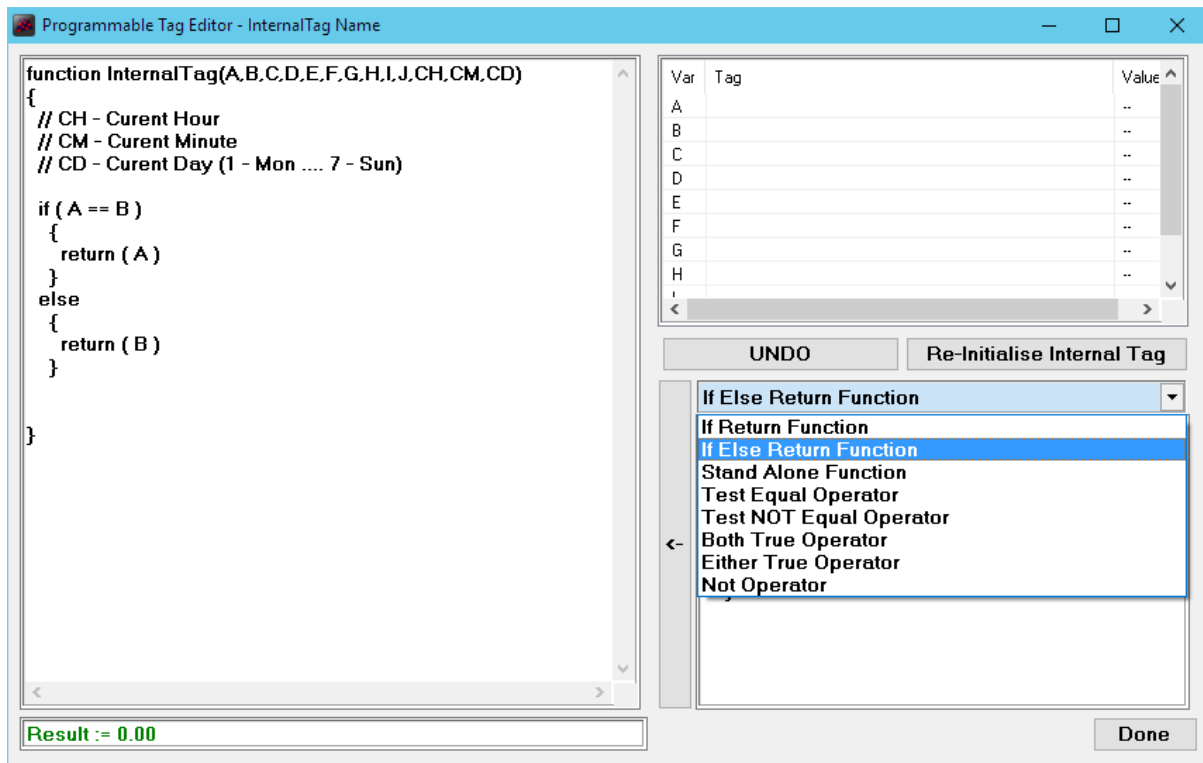 Programmable Tag Editor - InternalTag Name
function InternalTag(A,B,C,D,E,F,G,H,I,J,CH,CM,CD)
{
// CH - Curent Hour
// CM - Curent Minute
// CD - Curent Day (1 - Mon .... 7 - Sun)
if ( A == B )
{
return ( A )
}
else
{
return ( B )
}
}
Result := 0.00
Var Tag Value
A --
B --
C --
D --
E --
F --
G --
H --
UNDO Re-Initialise Internal Tag
If Else Return Function
If Return Function
If Else Return Function
Stand Alone Function
Test Equal Operator
Test NOT Equal Operator
Both True Operator
Either True Operator
Not Operator
<-
Done